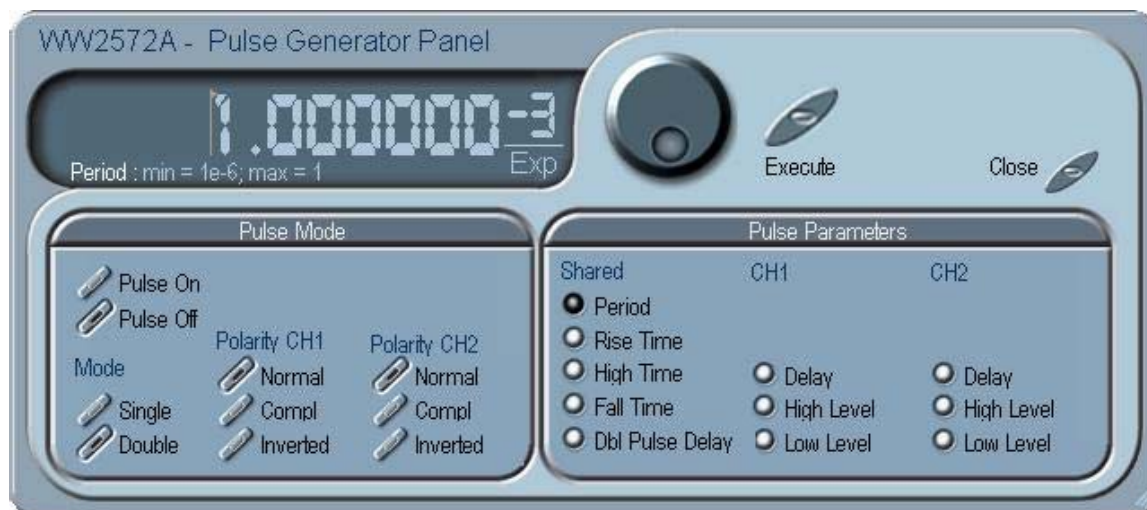 WW2572A - Pulse Generator Panel
1.000000-3
Exp
Period : min = 1e-6; max = 1
Execute
Close
Pulse Mode
Pulse On
Pulse Off
Mode
Single
Double
Polarity CH1
Normal
Compl
Inverted
Polarity CH2
Normal
Compl
Inverted
Pulse Parameters
Shared
Period
Rise Time
High Time
Fall Time
Dbl Pulse Delay
CH1
Delay
High Level
Low Level
CH2
Delay
High Level
Low Level